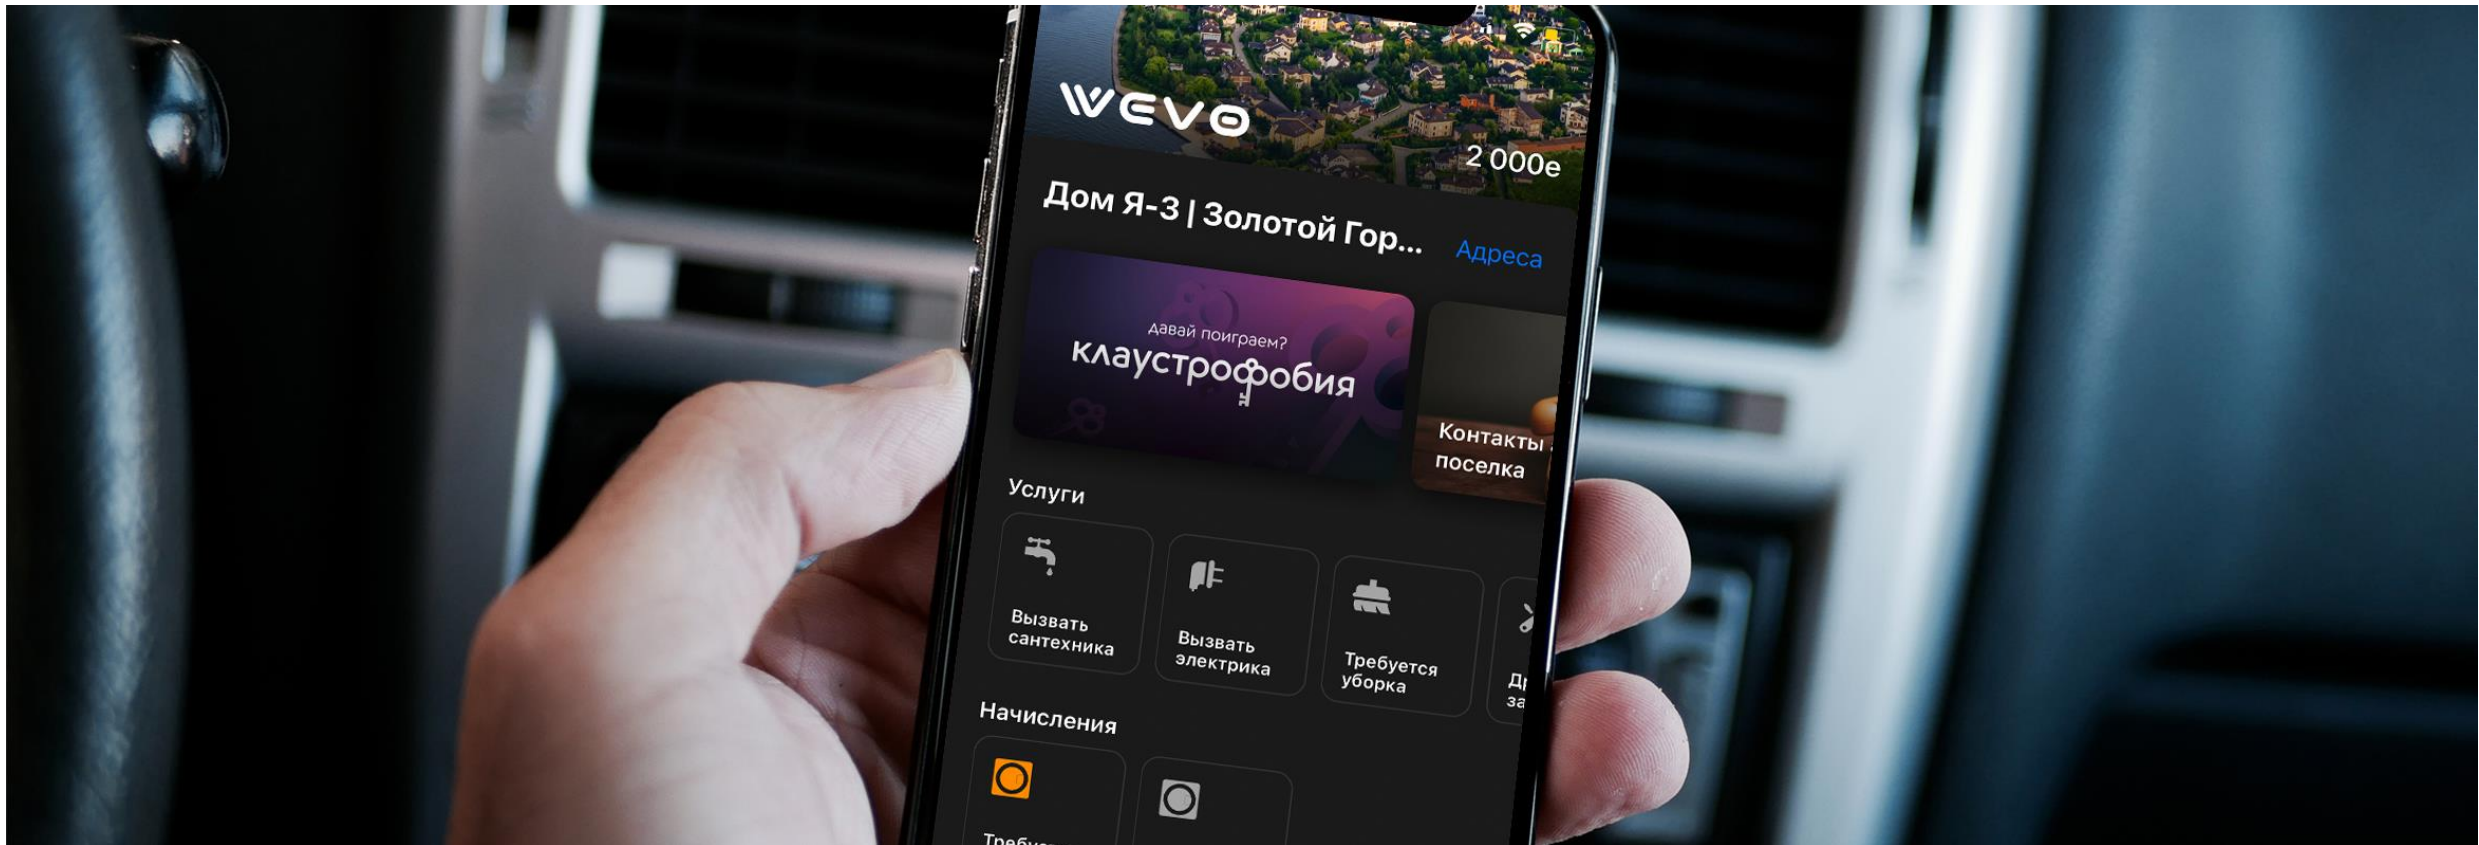 WEVO
2 000е
Дом Я-3 | Золотой Гор...
Адреса
давай поиграем?
клаустрофобия
Контакты
поселка
Услуги
Вызвать
сантехника
Вызвать
электрика
Требуется
уборка
Начисления